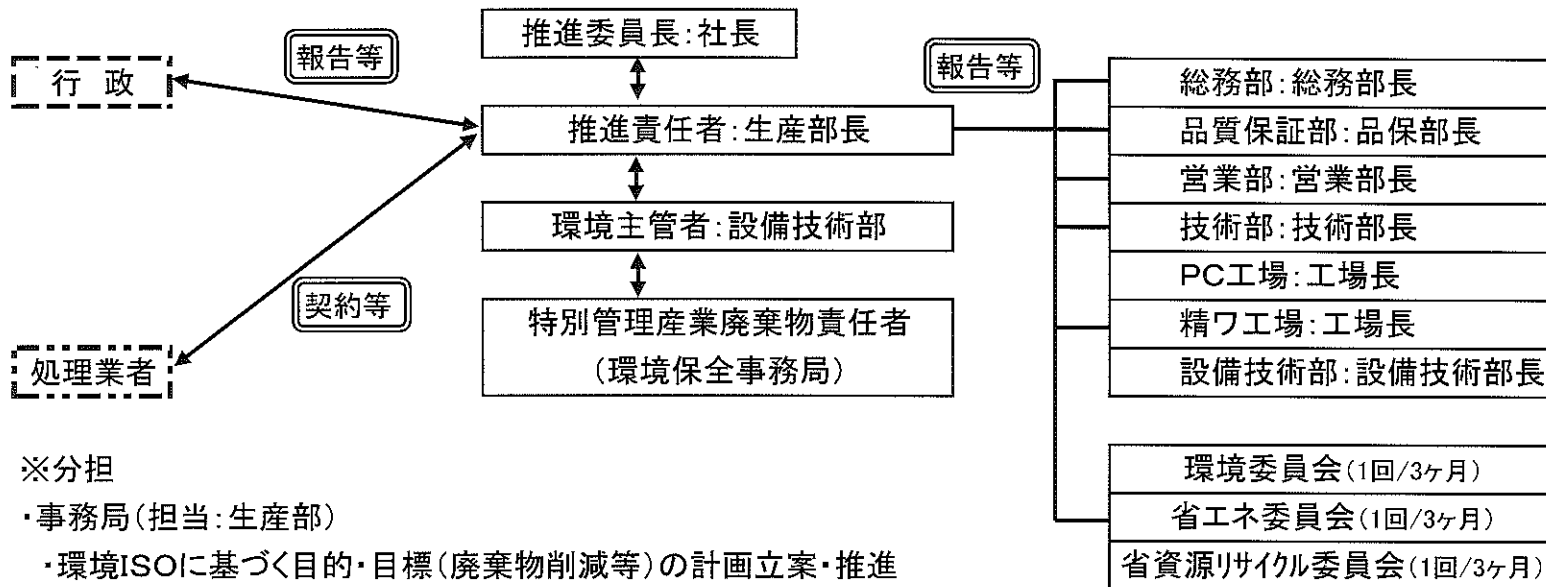 推進委員長:社長
報告等
報告等
行 政
総務部:総務部長
推進責任者:生産部長
品質保証部:品保部長
営業部:営業部長
環境主管者:設備技術部
技術部:技術部長
PC工場:工場長
契約等
特別管理産業廃棄物責任者
(環境保全事務局)
精ワ工場:工場長
処理業者
設備技術部:設備技術部長
※分担
・事務局(担当:生産部)
・環境ISOに基づく目的・目標(廃棄物削減等)の計画立案・推進
環境委員会(1回/3ヶ月)
省エネ委員会(1回/3ヶ月)
省資源リサイクル委員会(1回/3ヶ月)